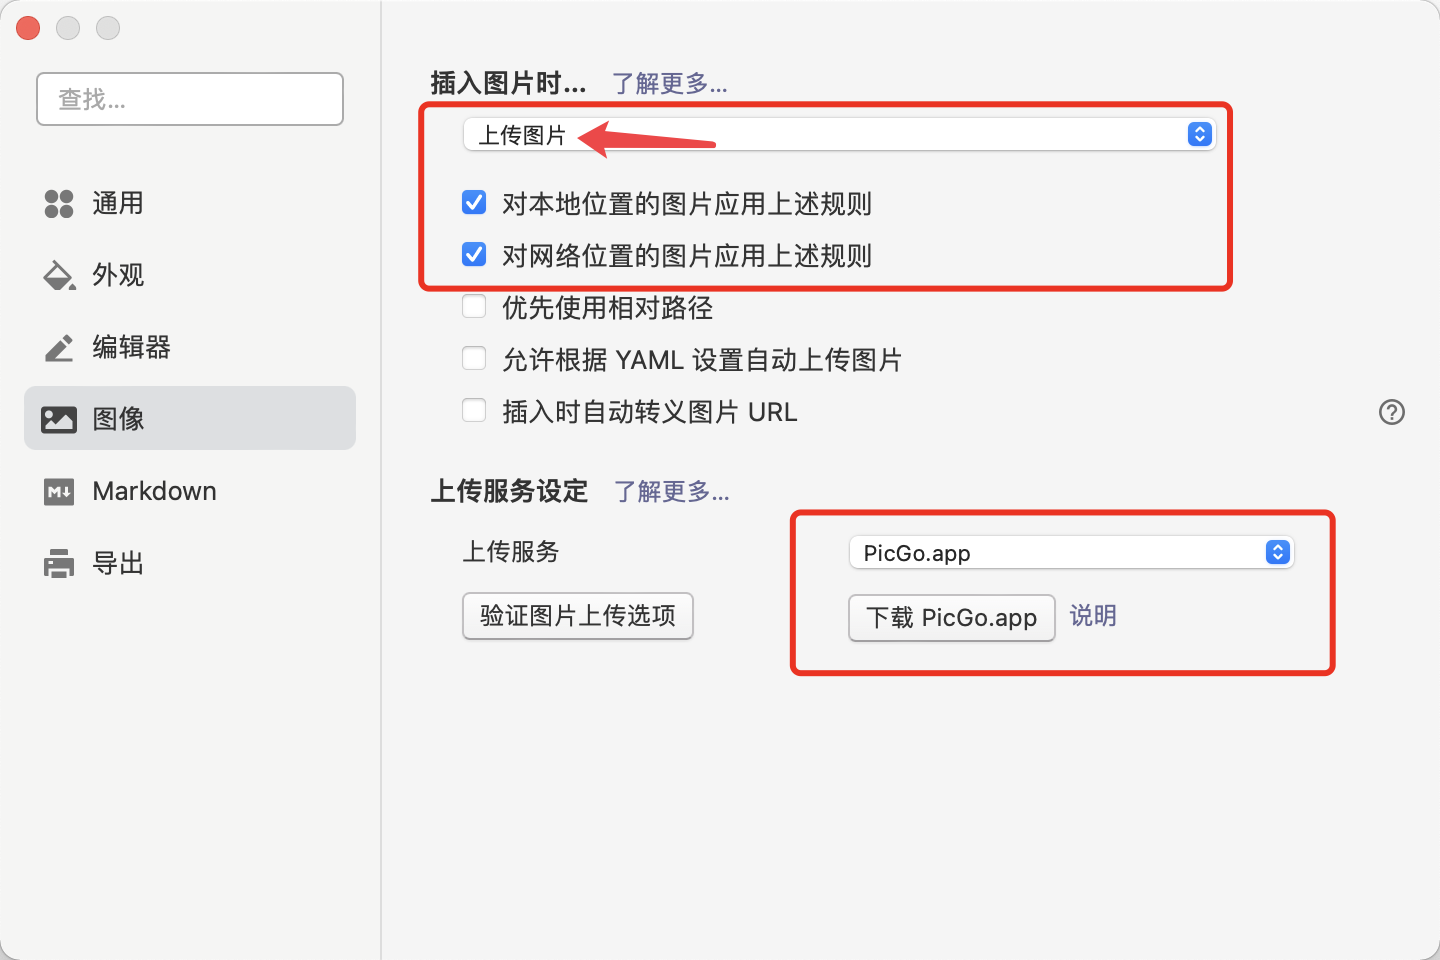 查找...
通用
外观
编辑器
图像
Markdown
导出
插入图片时... 了解更多...
上传图片
对本地位置的图片应用上述规则
对网络位置的图片应用上述规则
优先使用相对路径
允许根据 YAML 设置自动上传图片
插入时自动转义图片 URL
上传服务设定 了解更多...
上传服务 PicGo.app
验证图片上传选项 下载 PicGo.app 说明